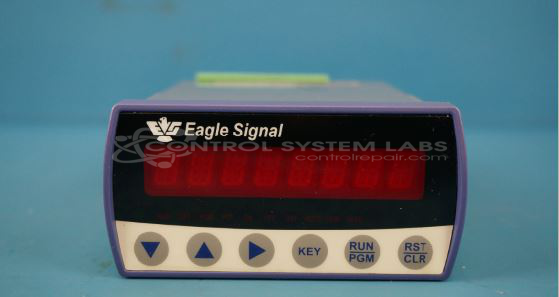 Eagle Signal
CONTROL SYSTEM LABS
controlrepair.com
KEY
RUN
PGM
RST
CLR